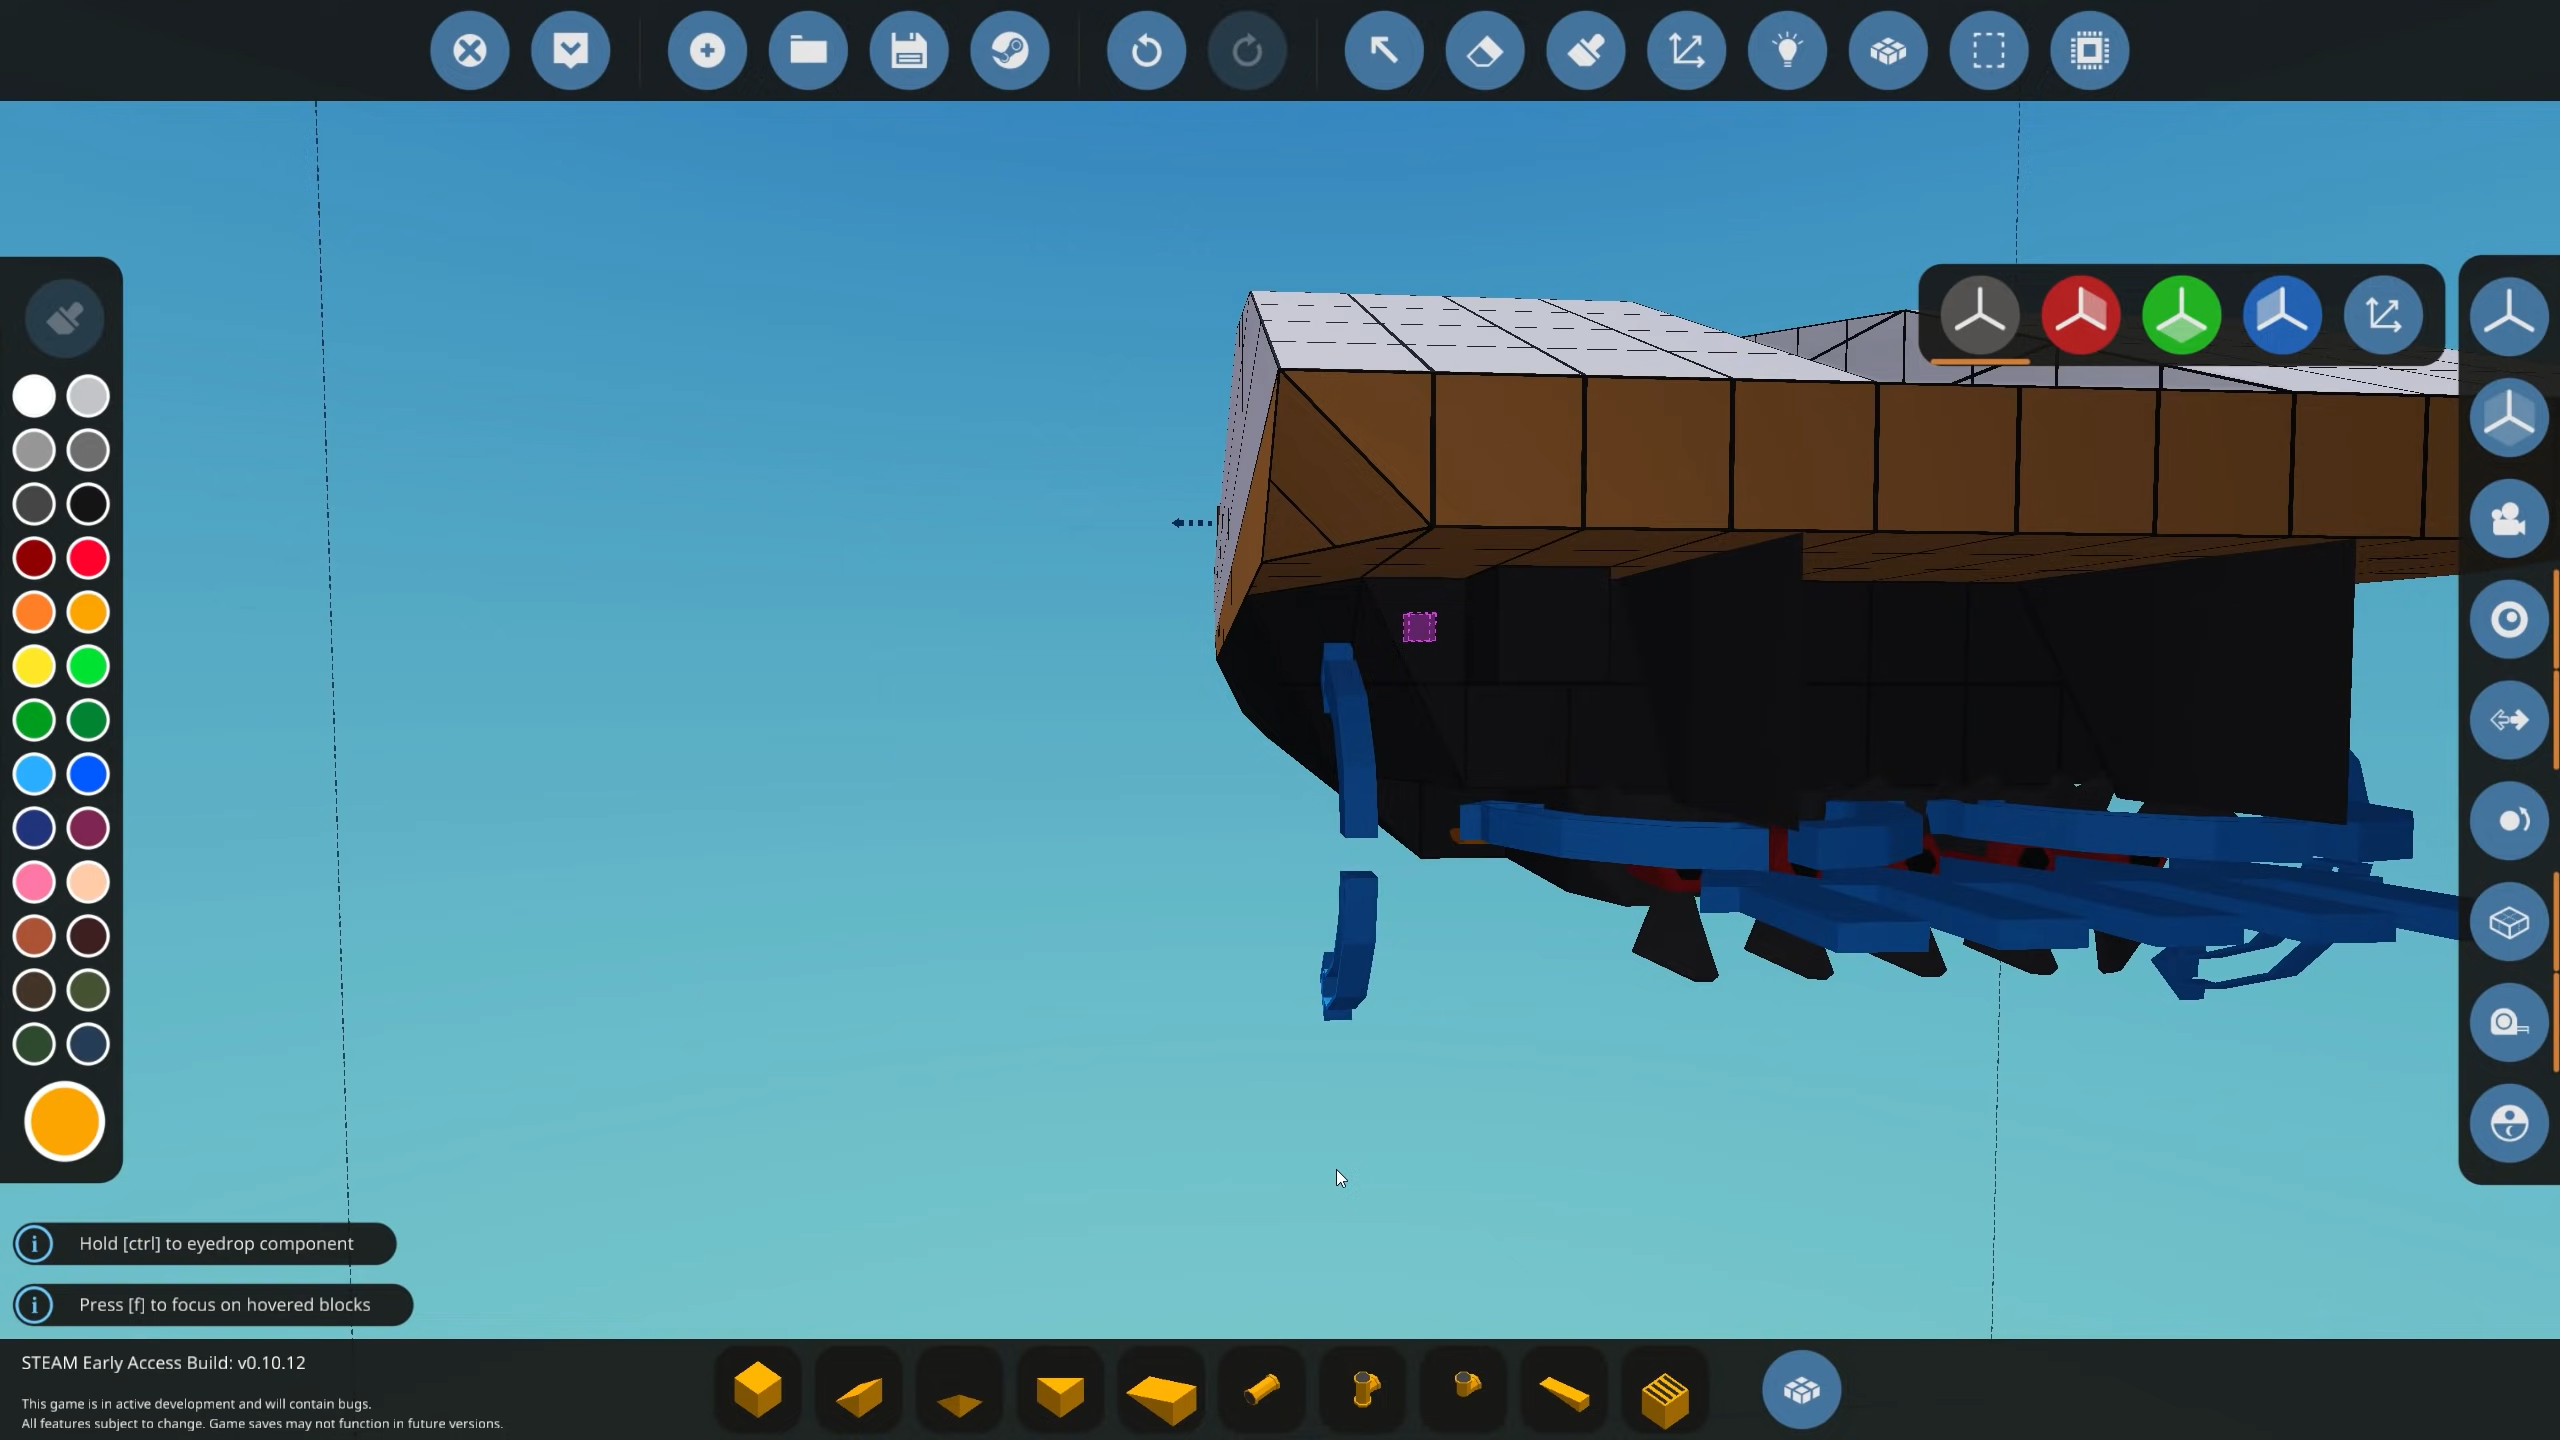 Hold [ctrl] to eyedrop component
Press [f] to focus on hovered blocks
STEAM Early Access Build: v0.10.12
This game is in active development and will contain bugs.
All features subject to change. Game saves may not function in future versions.